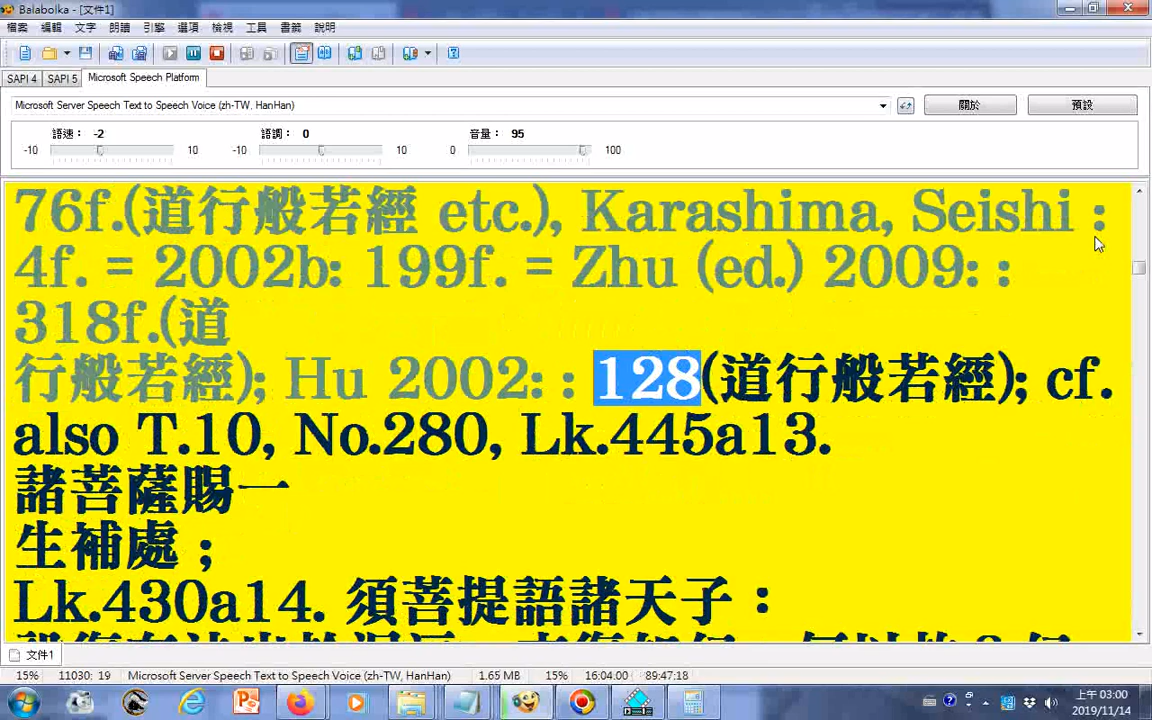 Balabolka - [文件1]
檔案 編輯 文字 朗讀 引擎 選項 檢視 工具 書籤 說明
SAPI 4 SAPI 5 Microsoft Speech Platform
Microsoft Server Speech Text to Speech Voice (zh-TW, HanHan) 關於 預設
語速： -2 語調： 0 音量： 95
-10 10 -10 10 0 100
76f.(道行般若經 etc.), Karashima, Seishi :
4f. = 2002b: 199f. = Zhu (ed.) 2009: :
318f.(道
行般若經); Hu 2002: : 128(道行般若經); cf.
also T.10, No.280, Lk.445a13.
諸菩薩賜一
生補處；
Lk.430a14. 須菩提語諸天子：
文件1
15% 11030: 19 Microsoft Server Speech Text to Speech Voice (zh-TW, HanHan) 1.65 MB 15% 16:04:00 89:47:18
上午 03:00
2019/11/14